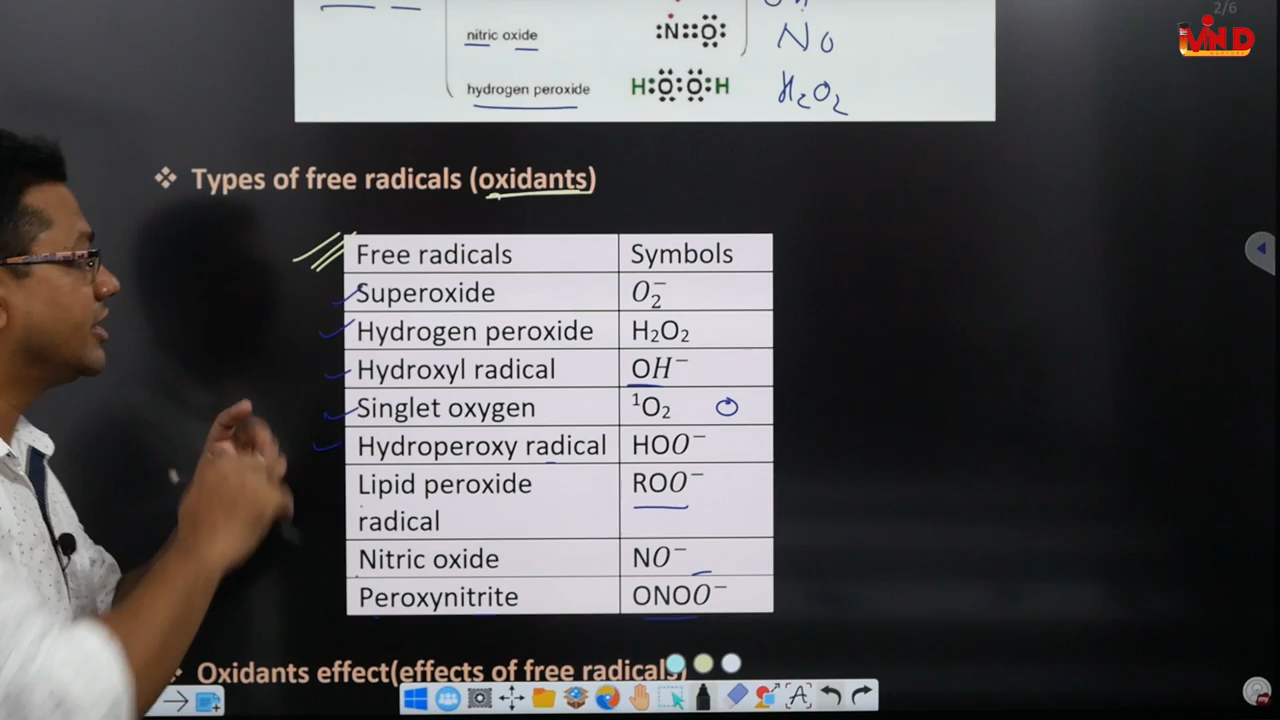 2/6
MIND
nitric oxide :N::O: NO
hydrogen peroxide H:O:O:H H2O2
❖ Types of free radicals (oxidants)
Free radicals Symbols
Superoxide O₂⁻
Hydrogen peroxide H₂O₂
Hydroxyl radical OH⁻
Singlet oxygen ¹O₂
Hydroperoxy radical HOO⁻
Lipid peroxide ROO⁻
radical
Nitric oxide NO⁻
Peroxynitrite ONOO⁻
Oxidants effect(effects of free radicals)